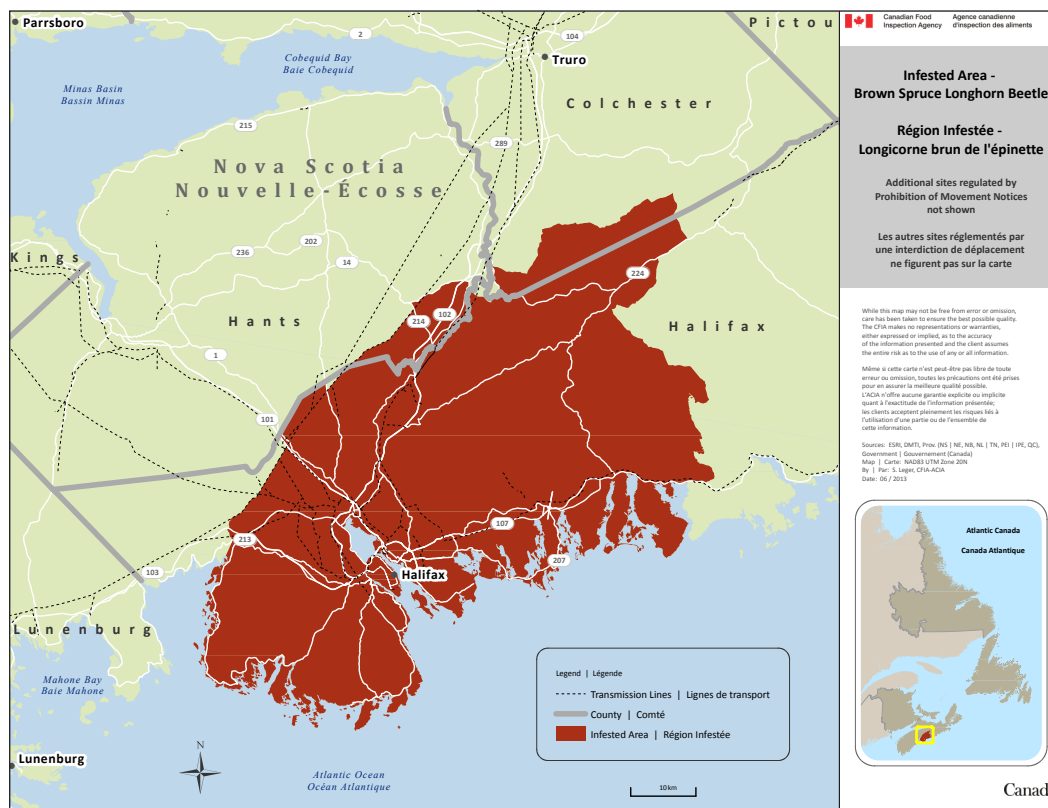 Parrsboro
2
104
Pictou
Cobequid Bay
Baie Cobequid
Truro
Minas Basin
Bassin Minas
Colchester
215
289
Nova Scotia
Nouvelle-Écosse
202
236
14
Kings
224
102
214
Hants
Halifax
1
101
107
213
207
103
Halifax
Lunenburg
Mahone Bay
Baie Mahone
Lunenburg
N
Atlantic Ocean
Océan Atlantique
Legend | Légende
Transmission Lines | Lignes de transport
County | Comté
Infested Area | Région Infestée
10 km
Canadian Food Inspection Agency
Agence canadienne d'inspection des aliments
Infested Area -
Brown Spruce Longhorn Beetle
Région Infestée -
Longicorne brun de l'épinette
Additional sites regulated by
Prohibition of Movement Notices
not shown
Les autres sites réglementés par
une interdiction de déplacement
ne figurent pas sur la carte
While this map may not be free from error or omission,
care has been taken to ensure the best possible quality.
The CFIA makes no representations or warranties,
either expressed or implied, as to the accuracy
of the information presented and the client assumes
the entire risk as to the use of any or all information.
Même si cette carte n'est peut-être pas libre de toute
erreur ou omission, toutes les précautions ont été prises
pour en assurer la meilleure qualité possible.
L'ACIA n'offre aucune garantie explicite ou implicite
quant à l'exactitude de l'information présentée;
les clients acceptent pleinement les risques liés à
l'utilisation d'une partie ou de l'ensemble de
cette information.
Sources: ESRI, DMTI, Prov. (NS | NE, NB, NL | TN, PEI | IPE, QC),
Government | Gouvernement (Canada)
Map | Carte: NAD83 UTM Zone 20N
By | Par: S. Leger, CFIA-ACIA
Date: 06 / 2013
Atlantic Canada
Canada Atlantique
Canad